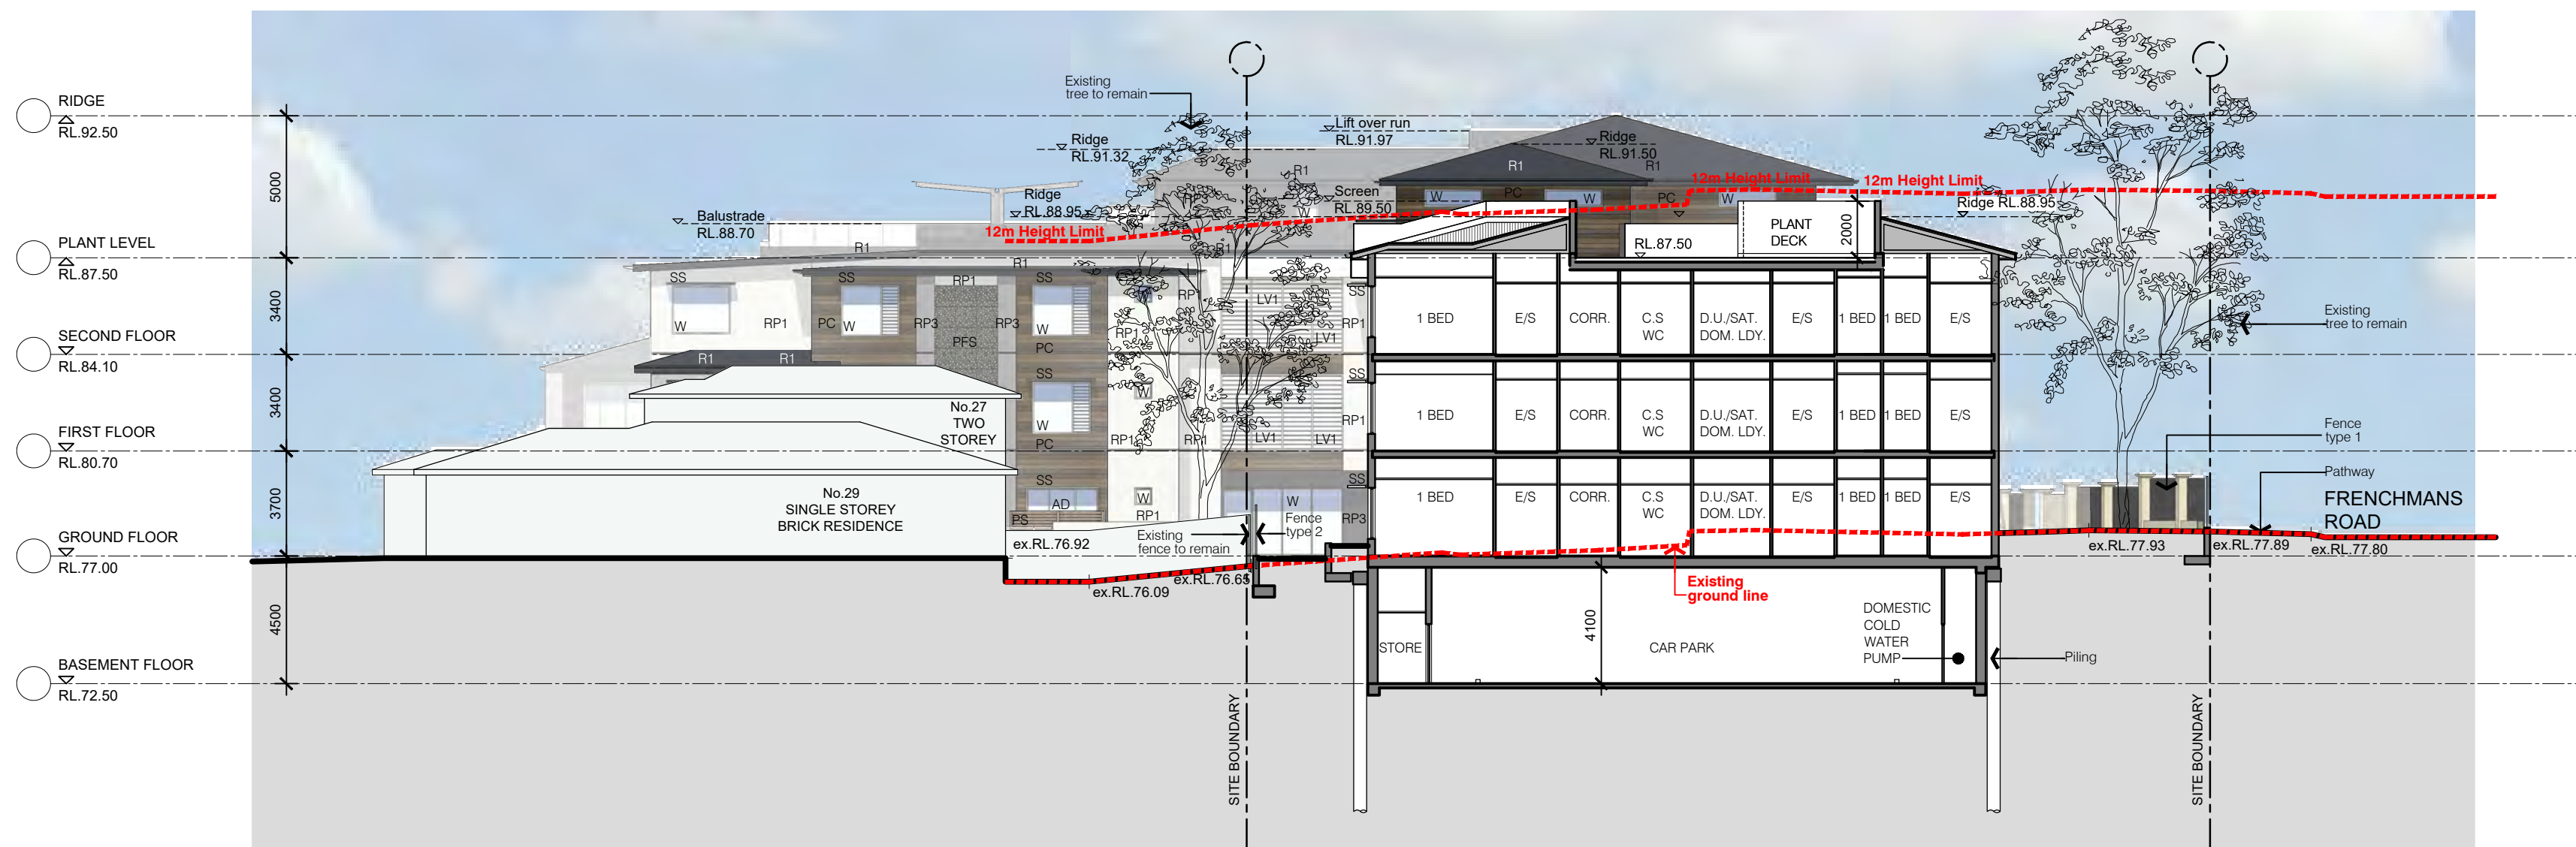 RIDGE
RL.92.50
PLANT LEVEL
RL.87.50
SECOND FLOOR
RL.84.10
FIRST FLOOR
RL.80.70
GROUND FLOOR
RL.77.00
BASEMENT FLOOR
RL.72.50
5000
3400
3400
3700
4500
Existing
tree to remain
Ridge
RL.91.32
Lift over run
RL.91.97
Ridge
RL.91.50
Balustrade
RL.88.70
Ridge
RL.88.95
12m Height Limit
Screen
RL.89.50
12m Height Limit
12m Height Limit
Ridge RL.88.95
R1
R1
R1
R1
R1
R1
R1
R1
R1
W
PC
W
PC
W
W
RL.87.50
PLANT
DECK
2000
SS
SS
RP1
SS
W
RP1
PC
W
RP3
PFS
RP3
W
PC
W
RP1
RP1
LV1
LV1
SS
RP1
SS
W
PC
W
RP1
RP1
LV1
LV1
SS
RP1
SS
AD
PS
W
RP1
W
SS
RP3
No.27
TWO
STOREY
No.29
SINGLE STOREY
BRICK RESIDENCE
ex.RL.76.92
Existing
fence to remain
Fence
type 2
ex.RL.76.65
ex.RL.76.09
1 BED
E/S
CORR.
C.S
WC
D.U./SAT.
DOM. LDY.
E/S
1 BED
1 BED
E/S
1 BED
E/S
CORR.
C.S
WC
D.U./SAT.
DOM. LDY.
E/S
1 BED
1 BED
E/S
1 BED
E/S
CORR.
C.S
WC
D.U./SAT.
DOM. LDY.
E/S
1 BED
1 BED
E/S
Existing
ground line
STORE
4100
CAR PARK
DOMESTIC
COLD
WATER
PUMP
Piling
Existing
tree to remain
Fence
type 1
Pathway
FRENCHMANS
ROAD
ex.RL.77.93
ex.RL.77.89
ex.RL.77.80
SITE BOUNDARY
SITE BOUNDARY